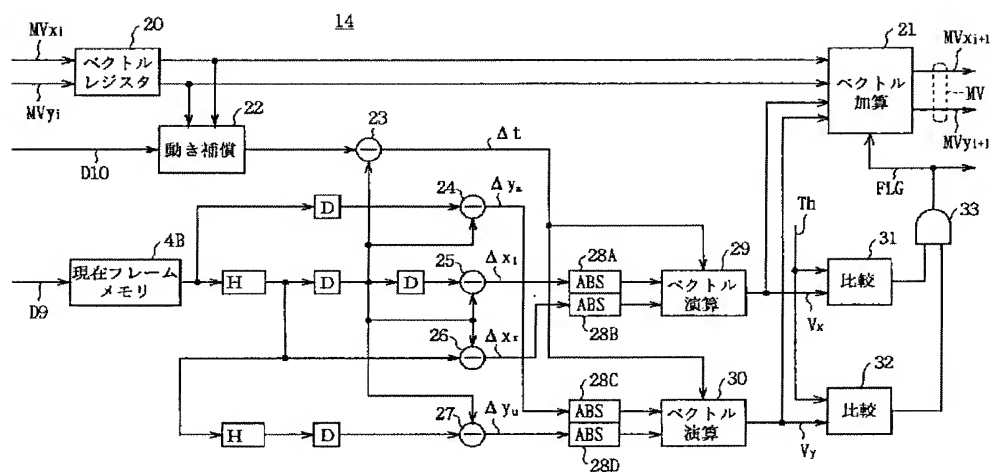 14
MVxi
20
ベクトル
レジスタ
MVyi
22
動き補償
D10
23
Δt
21
ベクトル
加算
MVxi+1
MV
MVyi+1
FLG
33
24
Δya
D
4B
現在フレーム
メモリ
D9
H
D
D
25
Δxl
28A
ABS
ABS
28B
29
ベクトル
演算
Th
31
比較
Vx
26
Δxr
27
Δyu
H
D
28C
ABS
ABS
28D
30
ベクトル
演算
32
比較
Vy